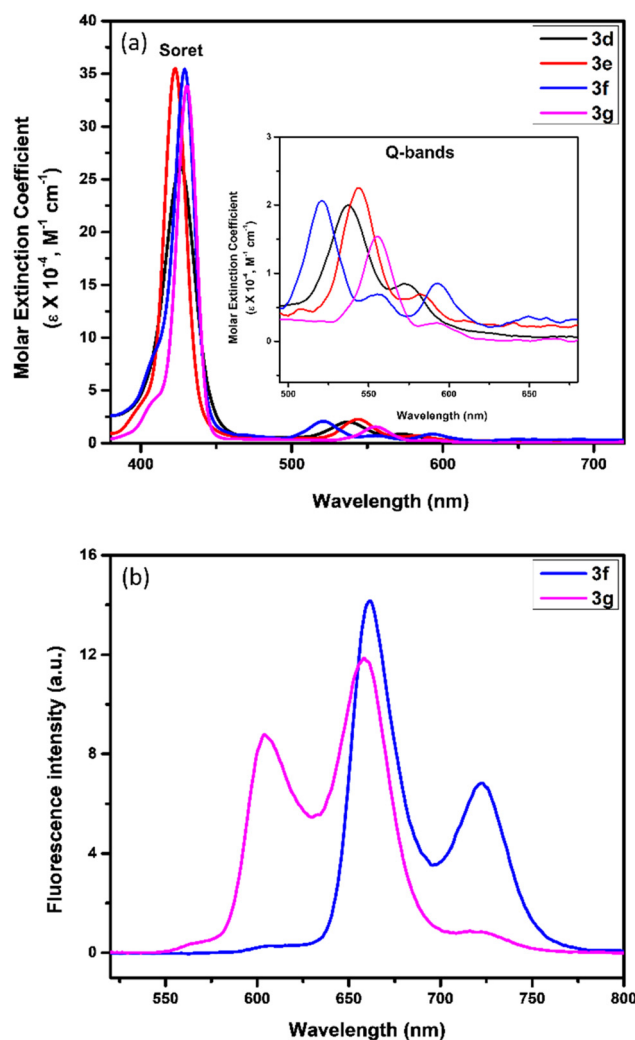 (a)
Soret
3d
3e
3f
3g
Molar Extinction Coefficient
(ε X 10⁻⁴, M⁻¹ cm⁻¹)
40
35
30
25
20
15
10
5
0
400
500
600
700
Wavelength (nm)
Q-bands
Molar Extinction Coefficient
(ε X 10⁻⁴, M⁻¹ cm⁻¹)
3
2
1
0
500
550
600
650
Wavelength (nm)
(b)
3f
3g
Fluorescence intensity (a.u.)
16
12
8
4
0
550
600
650
700
750
800
Wavelength (nm)